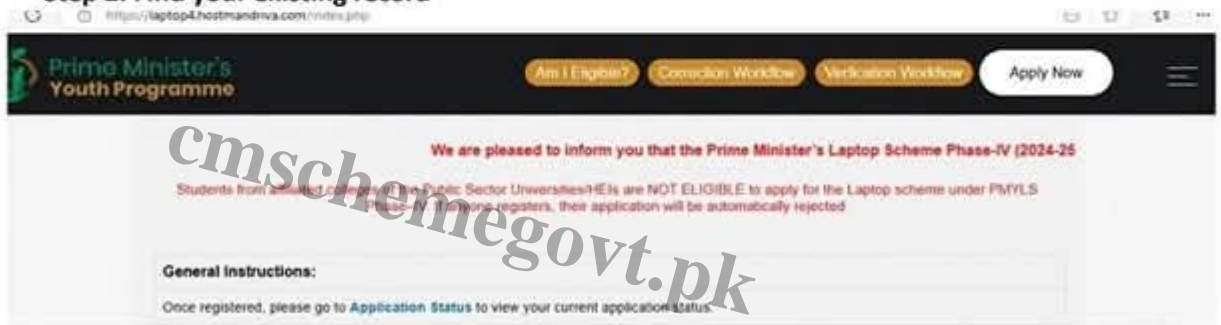 Step 2: Find your existing record
https://laptop4.hostmandriva.com/index.php
Prime Minister's
Youth Programme
Am I Eligible?
Correction Workflow
Verification Workflow
Apply Now
We are pleased to inform you that the Prime Minister's Laptop Scheme Phase-IV (2024-25
Students from affiliated colleges of the Public Sector Universities/HEIs are NOT ELIGIBLE to apply for the Laptop scheme under PMYLS
Phase-IV. If anyone registers, their application will be automatically rejected
cmschemegovt.pk
General Instructions:
Once registered, please go to Application Status to view your current application status.